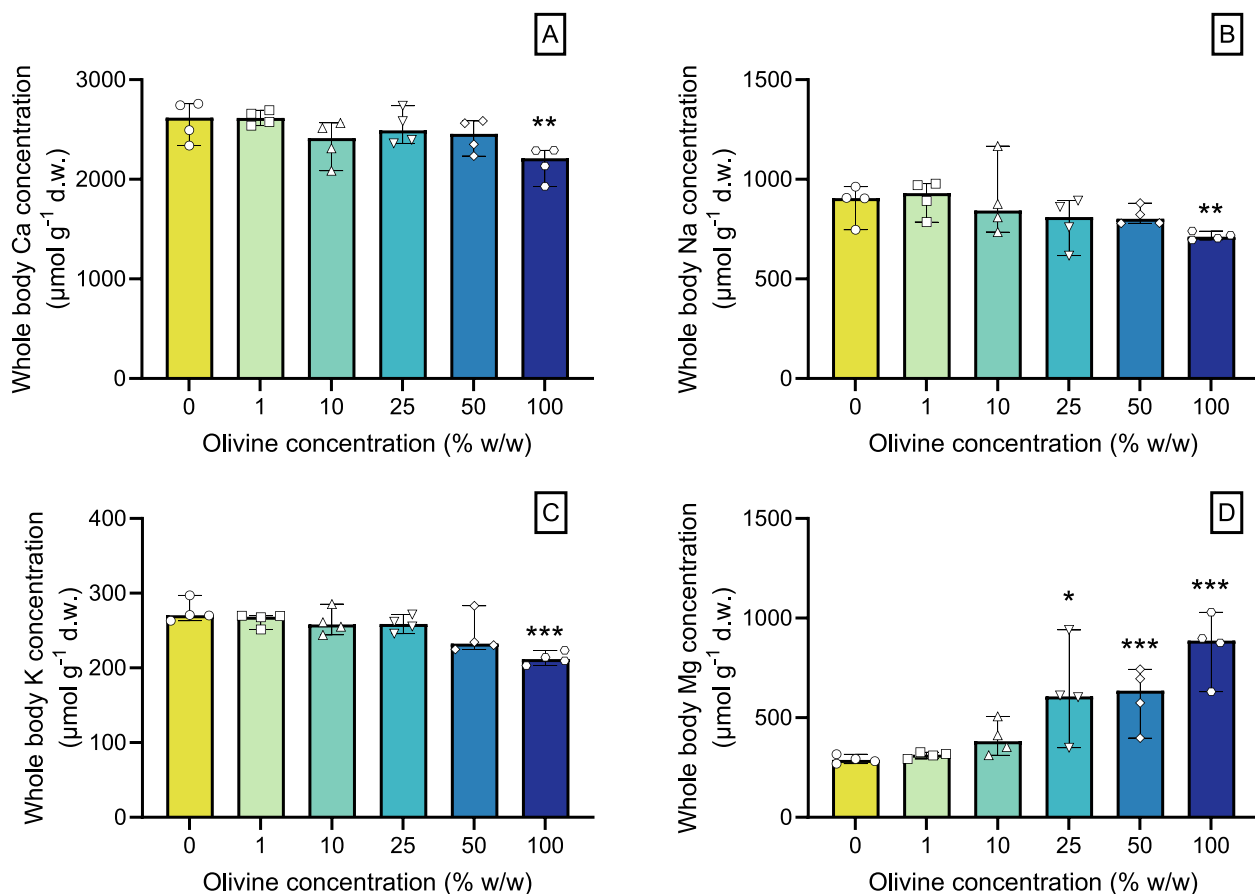 A
Whole body Ca concentration
(µmol g⁻¹ d.w.)
3000
2000
1000
0
**
0 1 10 25 50 100
Olivine concentration (% w/w)
B
Whole body Na concentration
(µmol g⁻¹ d.w.)
1500
1000
500
0
**
0 1 10 25 50 100
Olivine concentration (% w/w)
C
Whole body K concentration
(µmol g⁻¹ d.w.)
400
300
200
100
0
***
0 1 10 25 50 100
Olivine concentration (% w/w)
D
Whole body Mg concentration
(µmol g⁻¹ d.w.)
1500
1000
500
0
* *** ***
0 1 10 25 50 100
Olivine concentration (% w/w)